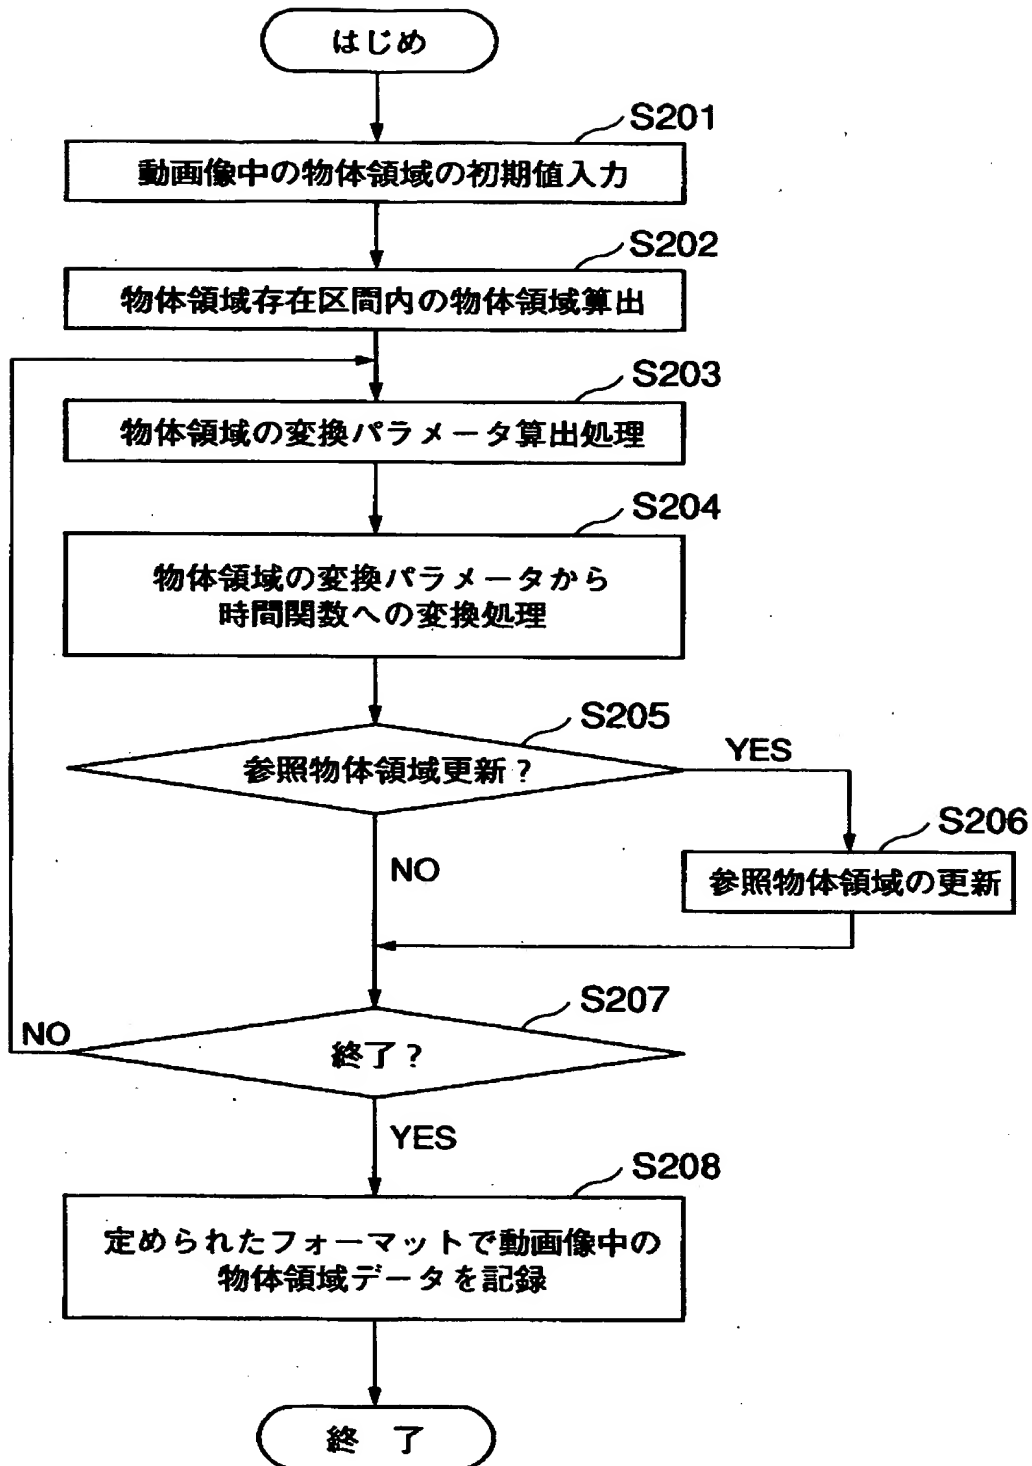 はじめ
S201
動画像中の物体領域の初期値入力
S202
物体領域存在区間内の物体領域算出
S203
物体領域の変換パラメータ算出処理
S204
物体領域の変換パラメータから
時間関数への変換処理
S205
参照物体領域更新?
YES
S206
参照物体領域の更新
NO
S207
終了?
NO
YES
S208
定められたフォーマットで動画像中の
物体領域データを記録
終 了